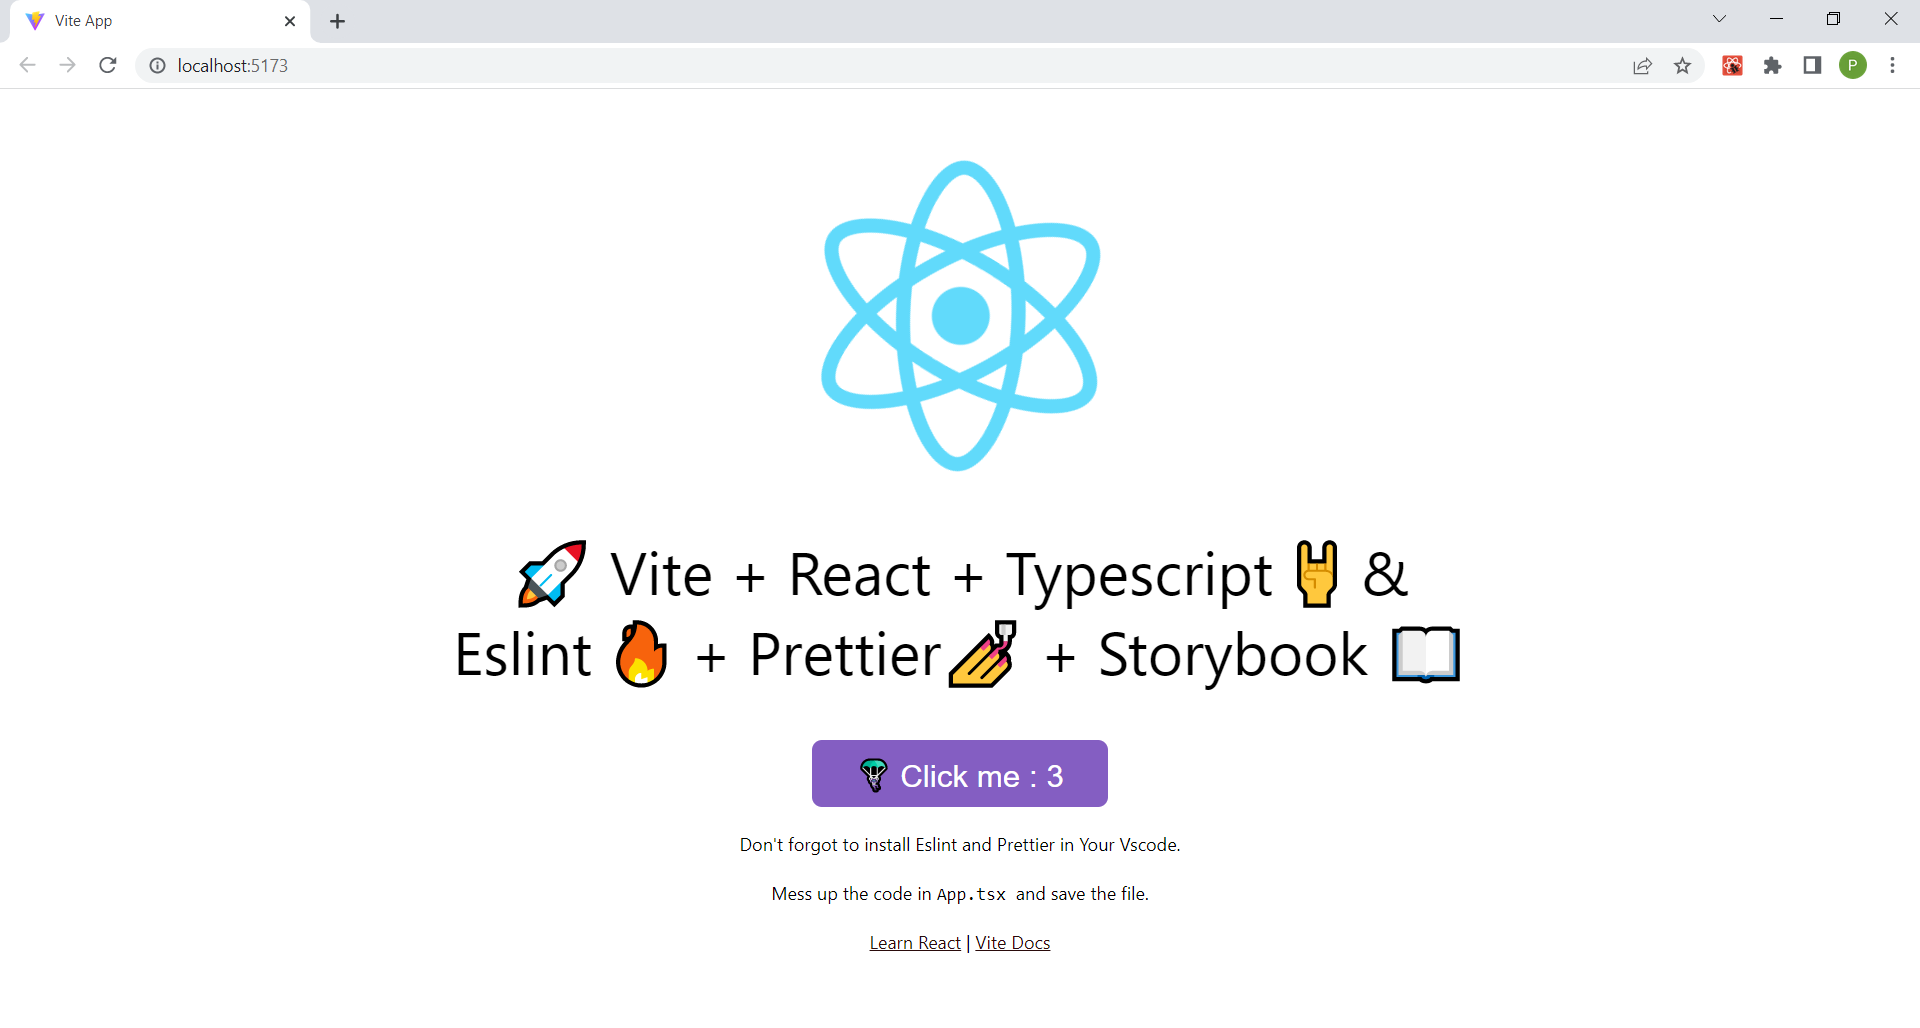 Vite App
localhost:5173
P
🚀 Vite + React + Typescript 🤘 &
Eslint 🔥 + Prettier💅 + Storybook 📖
🪂 Click me : 3
Don't forgot to install Eslint and Prettier in Your Vscode.
Mess up the code in App.tsx and save the file.
Learn React | Vite Docs